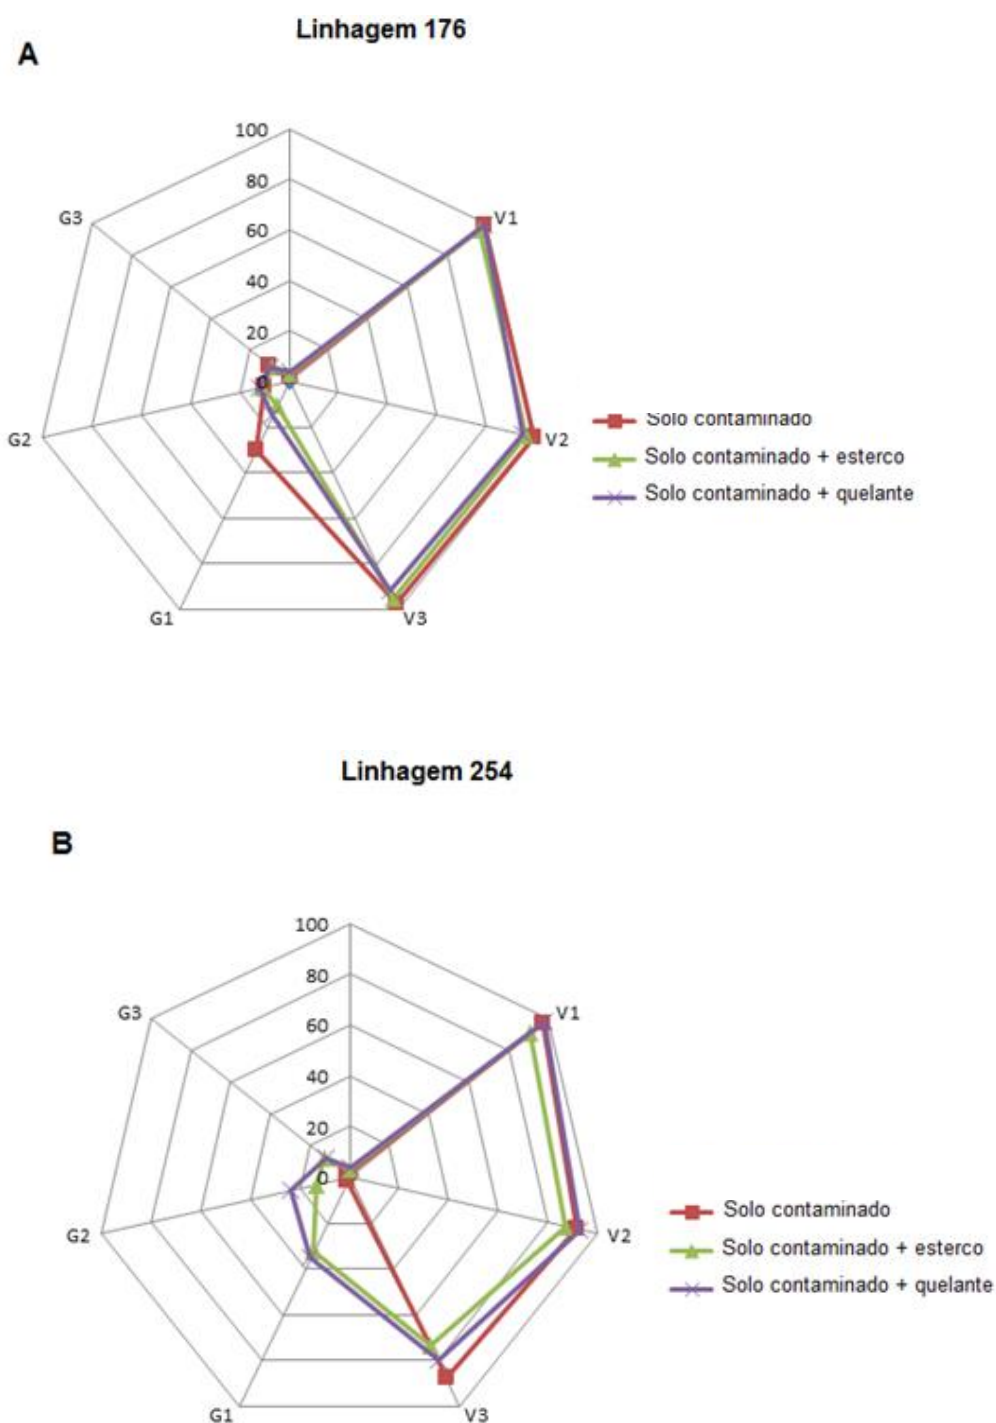 Linhagem 176
A
100
80
60
40
20
0
V1
V2
V3
G1
G2
G3
Solo contaminado
Solo contaminado + esterco
Solo contaminado + quelante
Linhagem 254
B
100
80
60
40
20
0
V1
V2
V3
G1
G2
G3
Solo contaminado
Solo contaminado + esterco
Solo contaminado + quelante